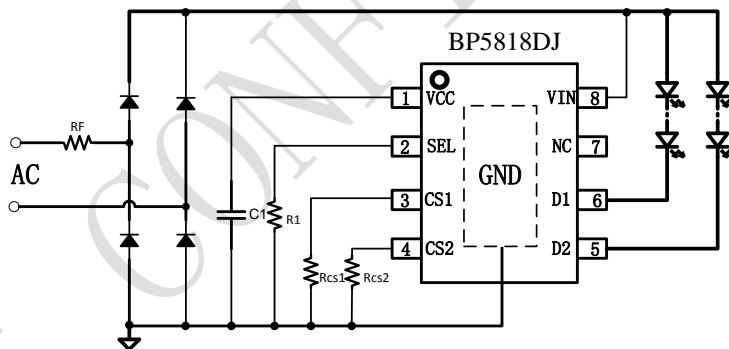 BP5818DJ
RF
AC
1 VCC VIN 8
2 SEL NC 7
GND
3 CS1 D1 6
4 CS2 D2 5
C1
R1
Rcs1
Rcs2
CONF